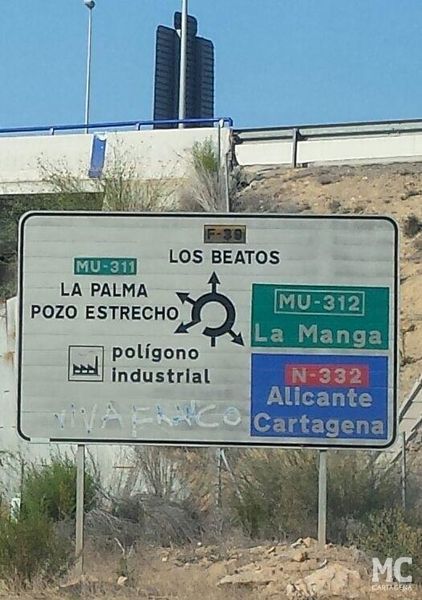 F-39
LOS BEATOS
MU-311
LA PALMA
POZO ESTRECHO
MU-312
La Manga
polígono
industrial
N-332
Alicante
Cartagena
VIVA FRANCO
MC
CARTAGENA